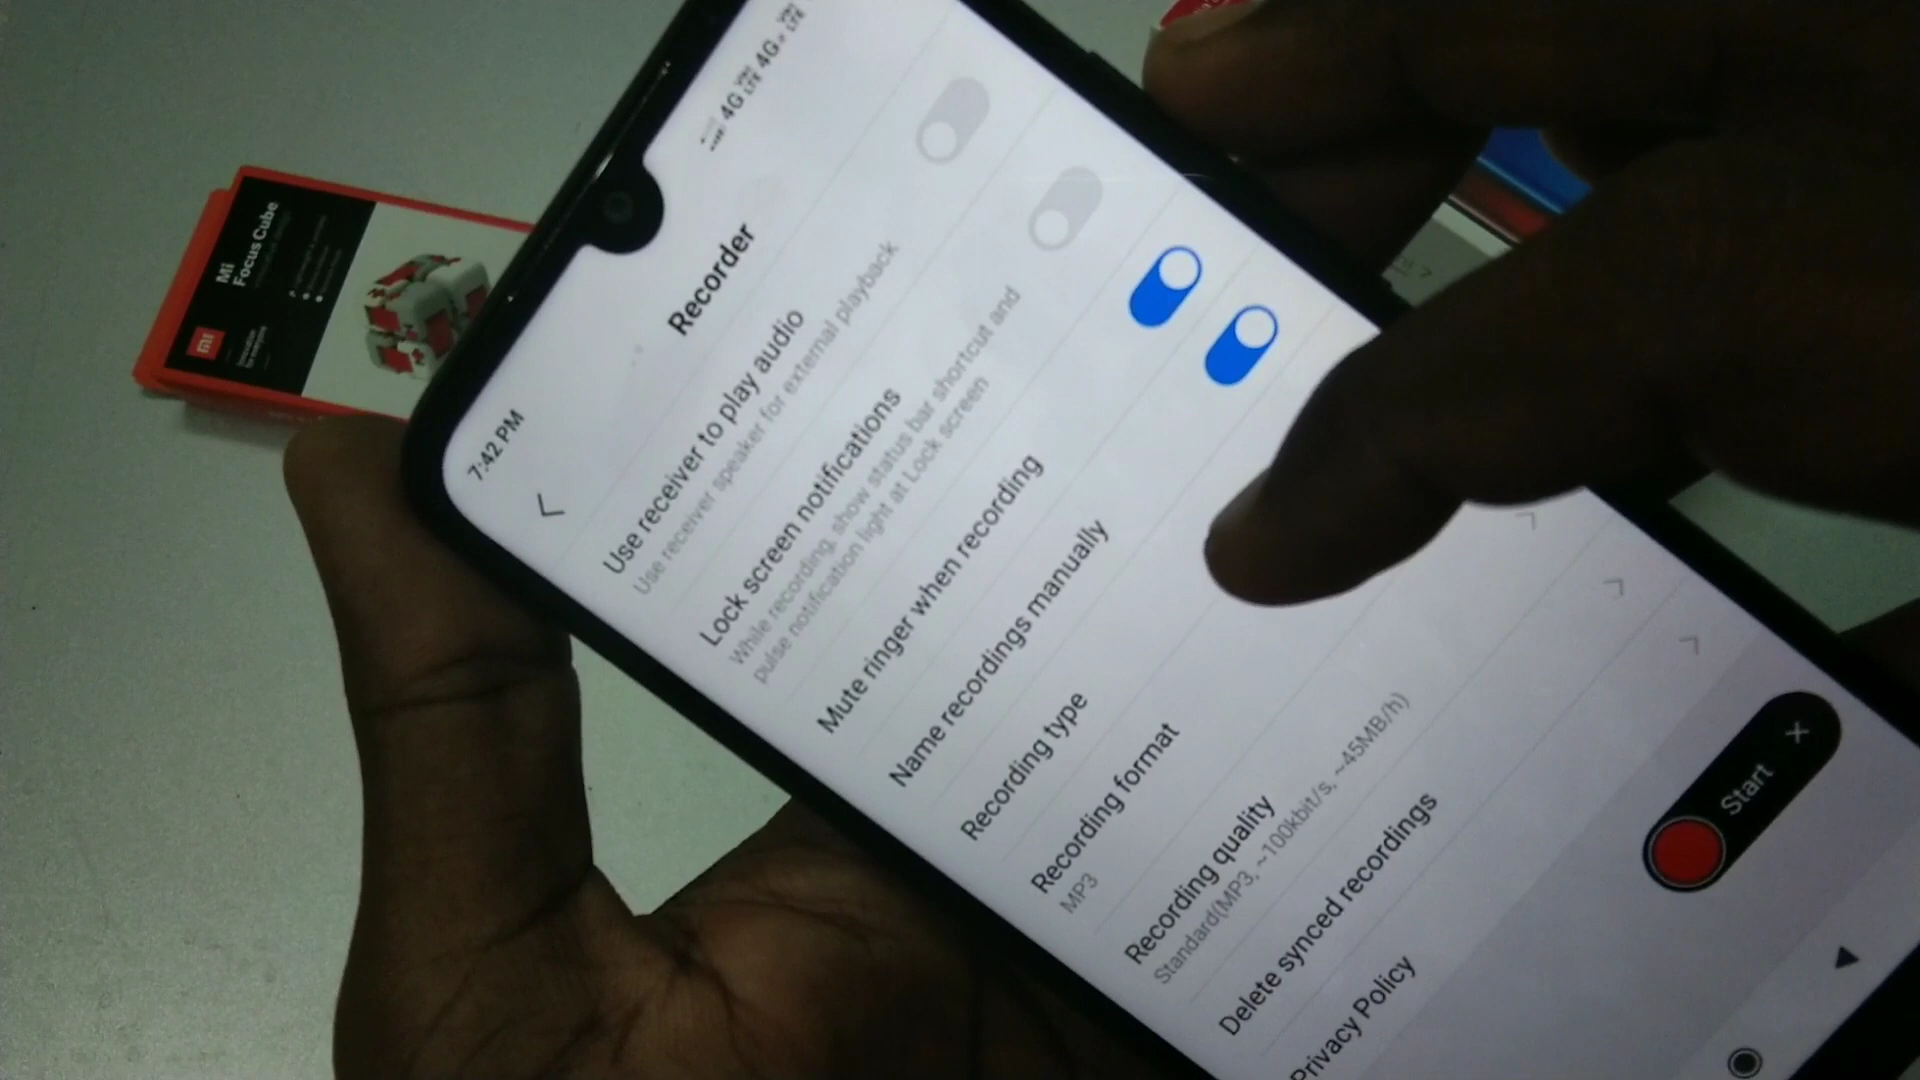 7:42 PM
4G VoLTE 4G+ VoLTE
Recorder
Use receiver to play audio
Use receiver speaker for external playback
Lock screen notifications
While recording, show status bar shortcut and
pulse notification light at Lock screen
Mute ringer when recording
Name recordings manually
Recording type
Recording format
MP3
Recording quality
Standard(MP3, ~100kbit/s, ~45MB/h)
Delete synced recordings
Privacy Policy
Start
Mi
Focus Cube
mi